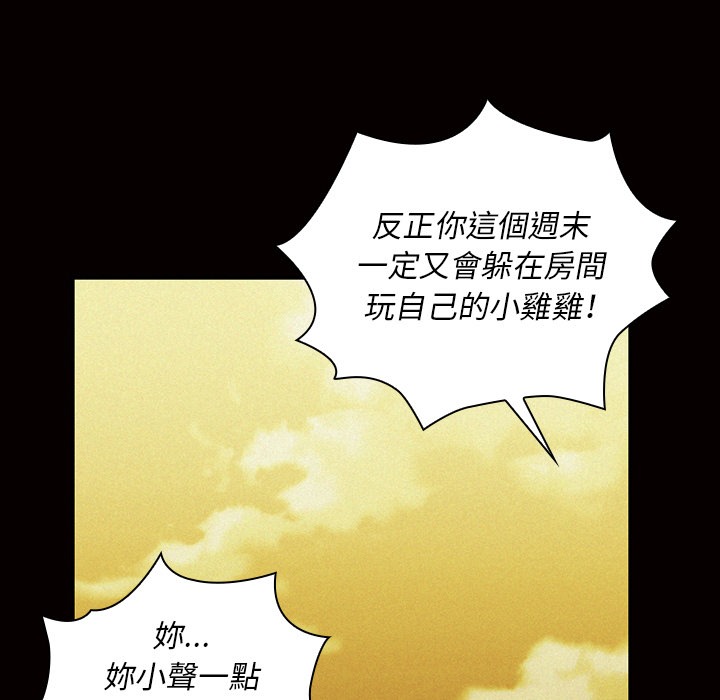 反正你這個週末
一定又會躲在房間
玩自己的小雞雞！
妳…
妳小聲一點